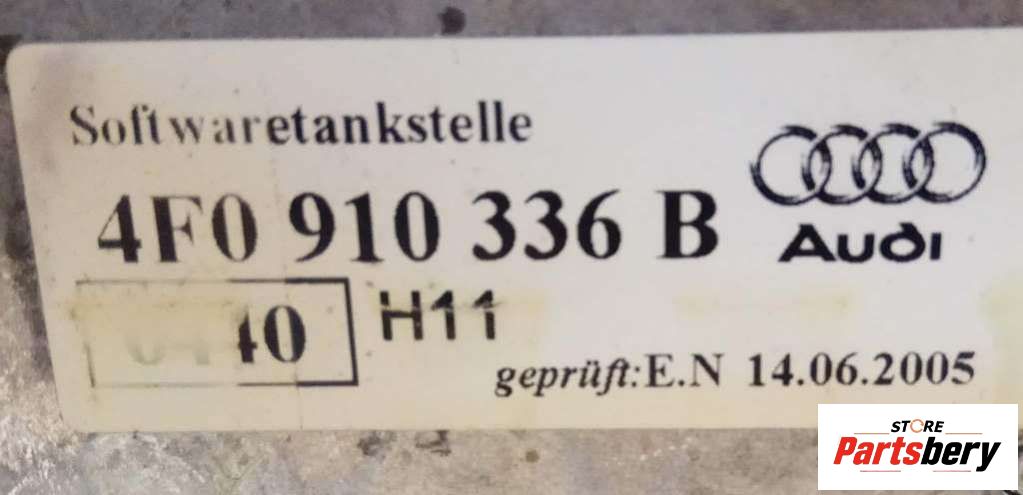 Softwaretankstelle
4F0 910 336 B
Audi
H11
geprüft:E.N 14.06.2005
STORE
Partsbery